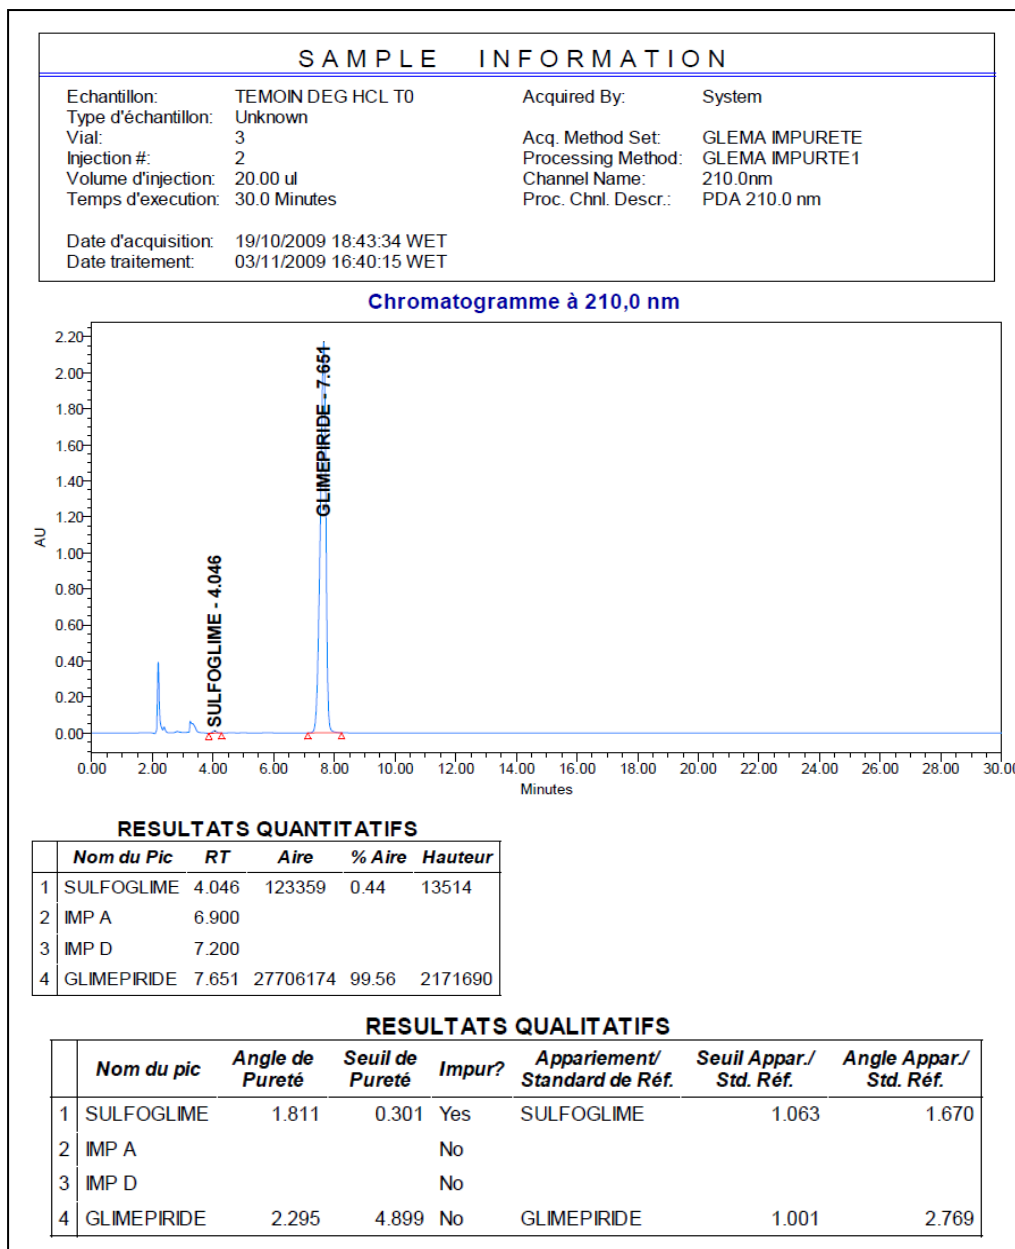 SAMPLE INFORMATION
Echantillon: TEMOIN DEG HCL T0 Acquired By: System
Type d'échantillon: Unknown
Vial: 3 Acq. Method Set: GLEMA IMPURETE
Injection #: 2 Processing Method: GLEMA IMPURTE1
Volume d'injection: 20.00 ul Channel Name: 210.0nm
Temps d'execution: 30.0 Minutes Proc. Chnl. Descr.: PDA 210.0 nm
Date d'acquisition: 19/10/2009 18:43:34 WET
Date traitement: 03/11/2009 16:40:15 WET
Chromatogramme à 210,0 nm
2.20
2.00
1.80
1.60
1.40
1.20
1.00
0.80
0.60
0.40
0.20
0.00
AU
SULFOGLIME - 4.046
GLIMEPIRIDE - 7.651
0.00 2.00 4.00 6.00 8.00 10.00 12.00 14.00 16.00 18.00 20.00 22.00 24.00 26.00 28.00 30.00
Minutes
RESULTATS QUANTITATIFS
Nom du Pic RT Aire % Aire Hauteur
1 SULFOGLIME 4.046 123359 0.44 13514
2 IMP A 6.900
3 IMP D 7.200
4 GLIMEPIRIDE 7.651 27706174 99.56 2171690
RESULTATS QUALITATIFS
Nom du pic Angle de Pureté Seuil de Pureté Impur? Appariement/ Standard de Réf. Seuil Appar./ Std. Réf. Angle Appar./ Std. Réf.
1 SULFOGLIME 1.811 0.301 Yes SULFOGLIME 1.063 1.670
2 IMP A No
3 IMP D No
4 GLIMEPIRIDE 2.295 4.899 No GLIMEPIRIDE 1.001 2.769